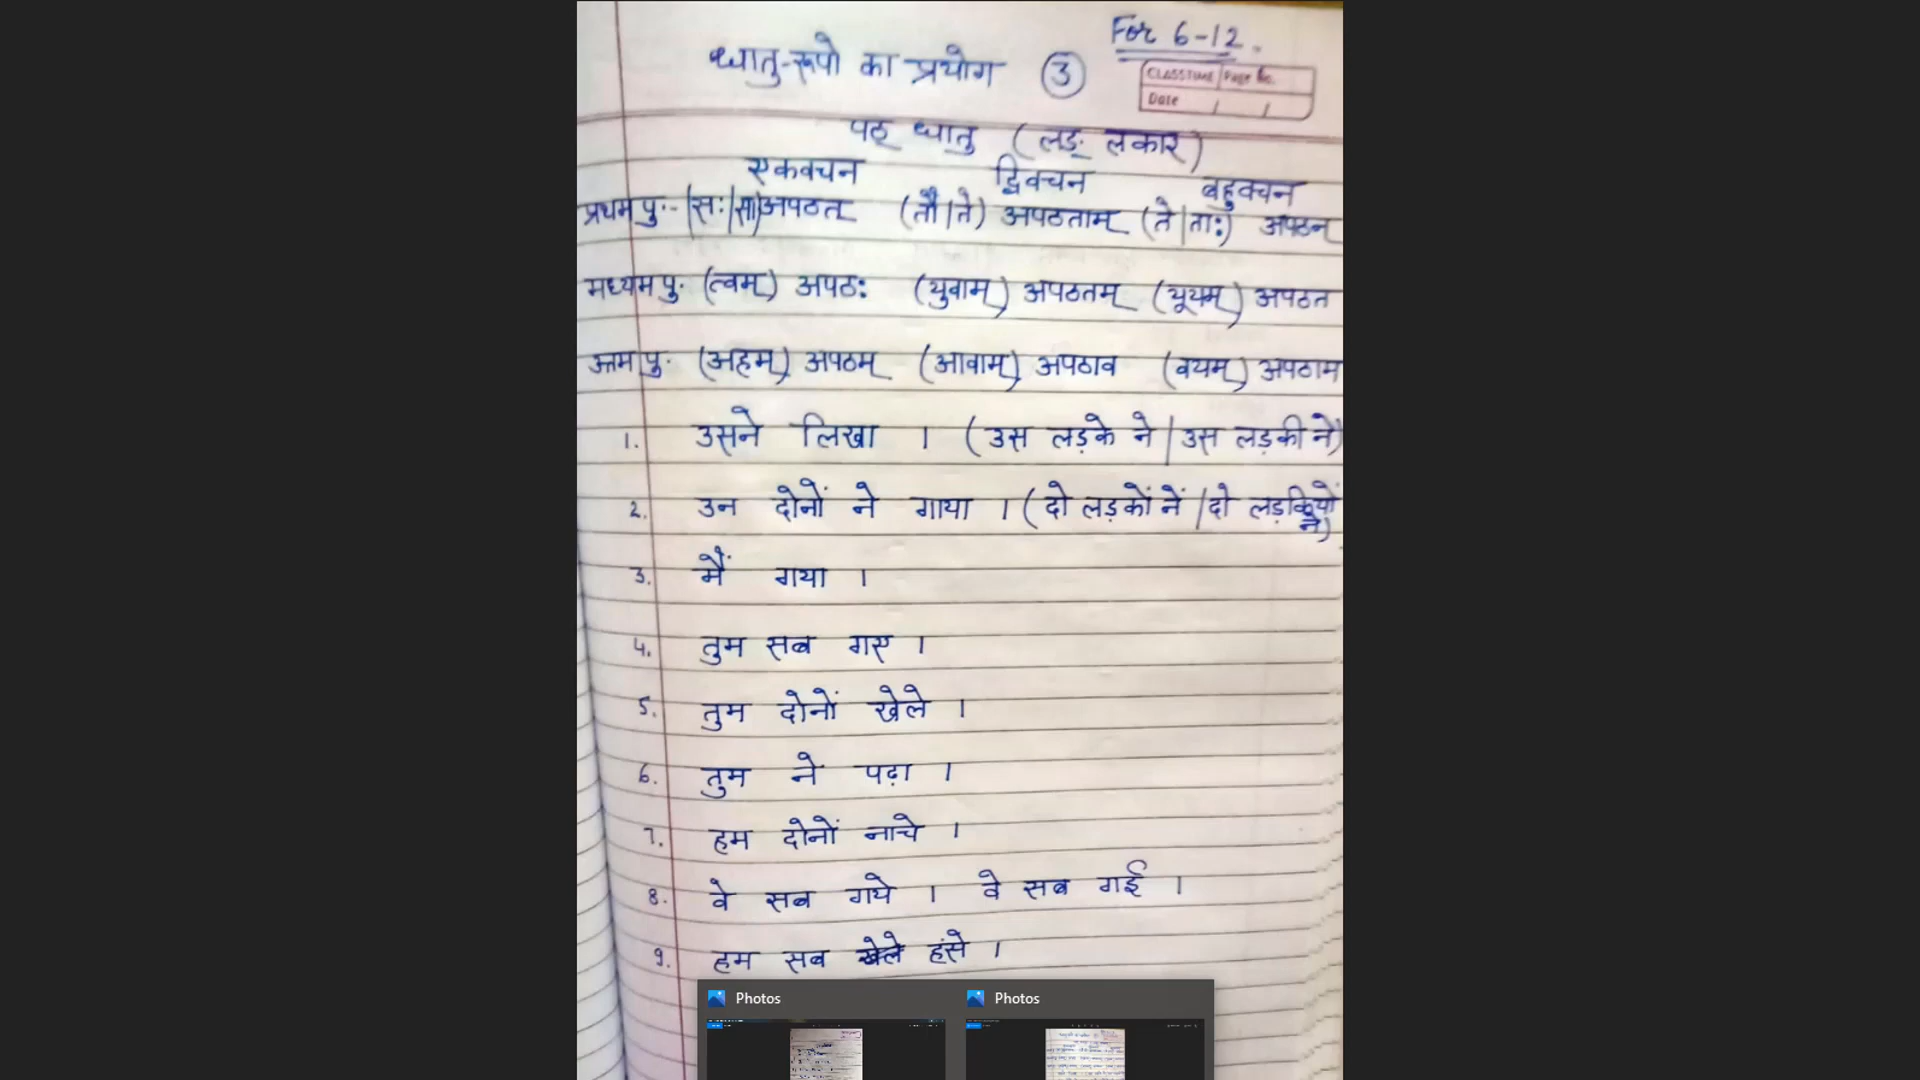 For 6-12.
धातु-रूपो का प्रयोग ③
CLASSTIME Page No.
Date / /
पठ् धातु (लङ् लकार)
एकवचन द्विवचन बहुवचन
प्रथम पु॰- (सः|सा) अपठत् (तौ|ते) अपठताम् (ते|ताः) अपठन्
मध्यम पु॰ (त्वम्) अपठः (युवाम्) अपठतम् (यूयम्) अपठत
पु॰ (अहम्) अपठम् (आवाम्) अपठाव (वयम्) अपठाम
1. उसने लिखा । (उस लड़के ने | उस लड़की ने)
2. उन दोनों ने गाया । (दो लड़कों नें | दो लड़कियों ने)
3. मैं गया ।
4. तुम सब गए ।
5. तुम दोनों खेले ।
6. तुम ने पढ़ा ।
7. हम दोनों नाचे ।
8. वे सब गये । वे सब गई ।
9. हम सब खेले हंसे ।
Photos Photos